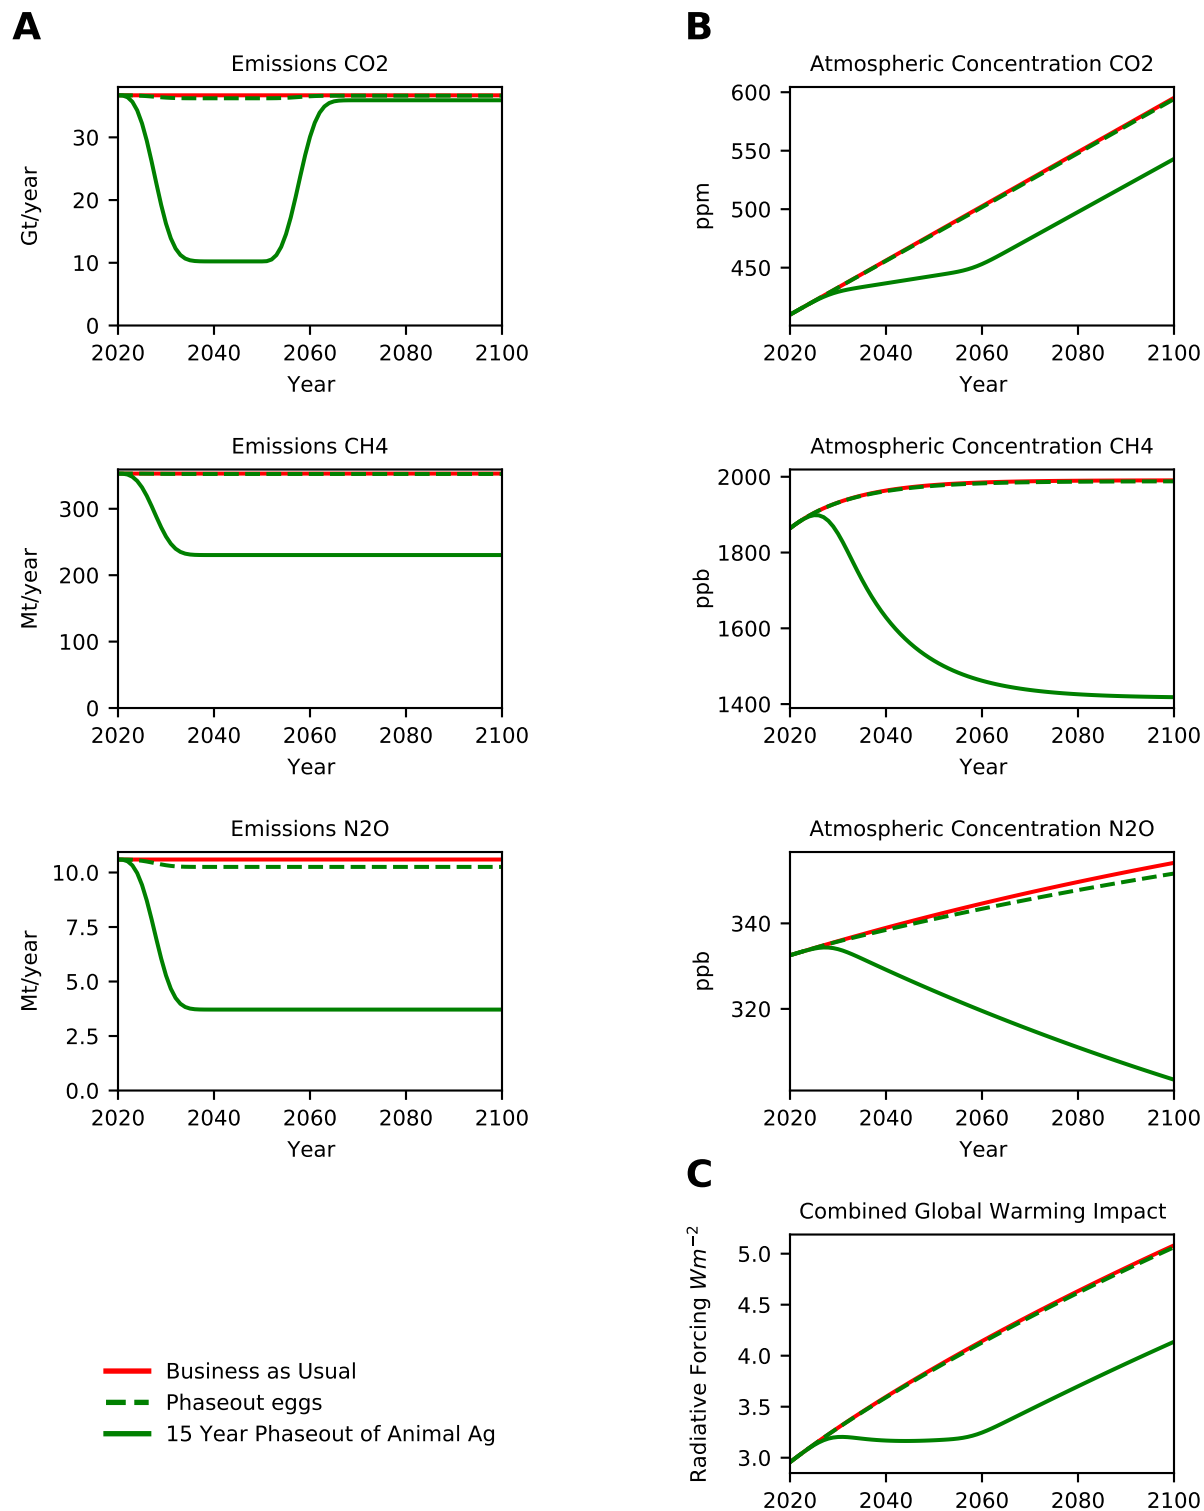 A
B
Emissions CO2
Gt/year
30
20
10
0
2020 2040 2060 2080 2100
Year
Atmospheric Concentration CO2
ppm
600
550
500
450
2020 2040 2060 2080 2100
Year
Emissions CH4
Mt/year
300
200
100
0
2020 2040 2060 2080 2100
Year
Atmospheric Concentration CH4
ppb
2000
1800
1600
1400
2020 2040 2060 2080 2100
Year
Emissions N2O
Mt/year
10.0
7.5
5.0
2.5
0.0
2020 2040 2060 2080 2100
Year
Atmospheric Concentration N2O
ppb
340
320
2020 2040 2060 2080 2100
Year
C
Combined Global Warming Impact
Radiative Forcing Wm⁻²
5.0
4.5
4.0
3.5
3.0
2020 2040 2060 2080 2100
Business as Usual
Phaseout eggs
15 Year Phaseout of Animal Ag